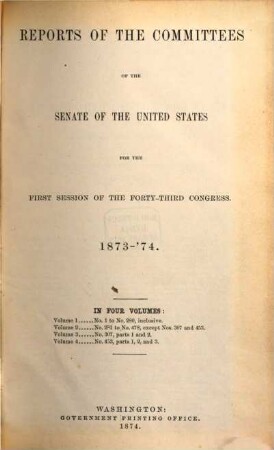 REPORTS OF THE COMMITTEES
OF THE
SENATE OF THE UNITED STATES
FOR THE
FIRST SESSION OF THE FORTY-THIRD CONGRESS.
1873-'74.
IN FOUR VOLUMES:
Volume 1......No. 1 to No. 280, inclusive.
Volume 2......No. 281 to No. 478, except Nos. 307 and 453.
Volume 3......No. 307, parts 1 and 2.
Volume 4......No. 453, parts 1, 2, and 3.
WASHINGTON:
GOVERNMENT PRINTING OFFICE.
1874.